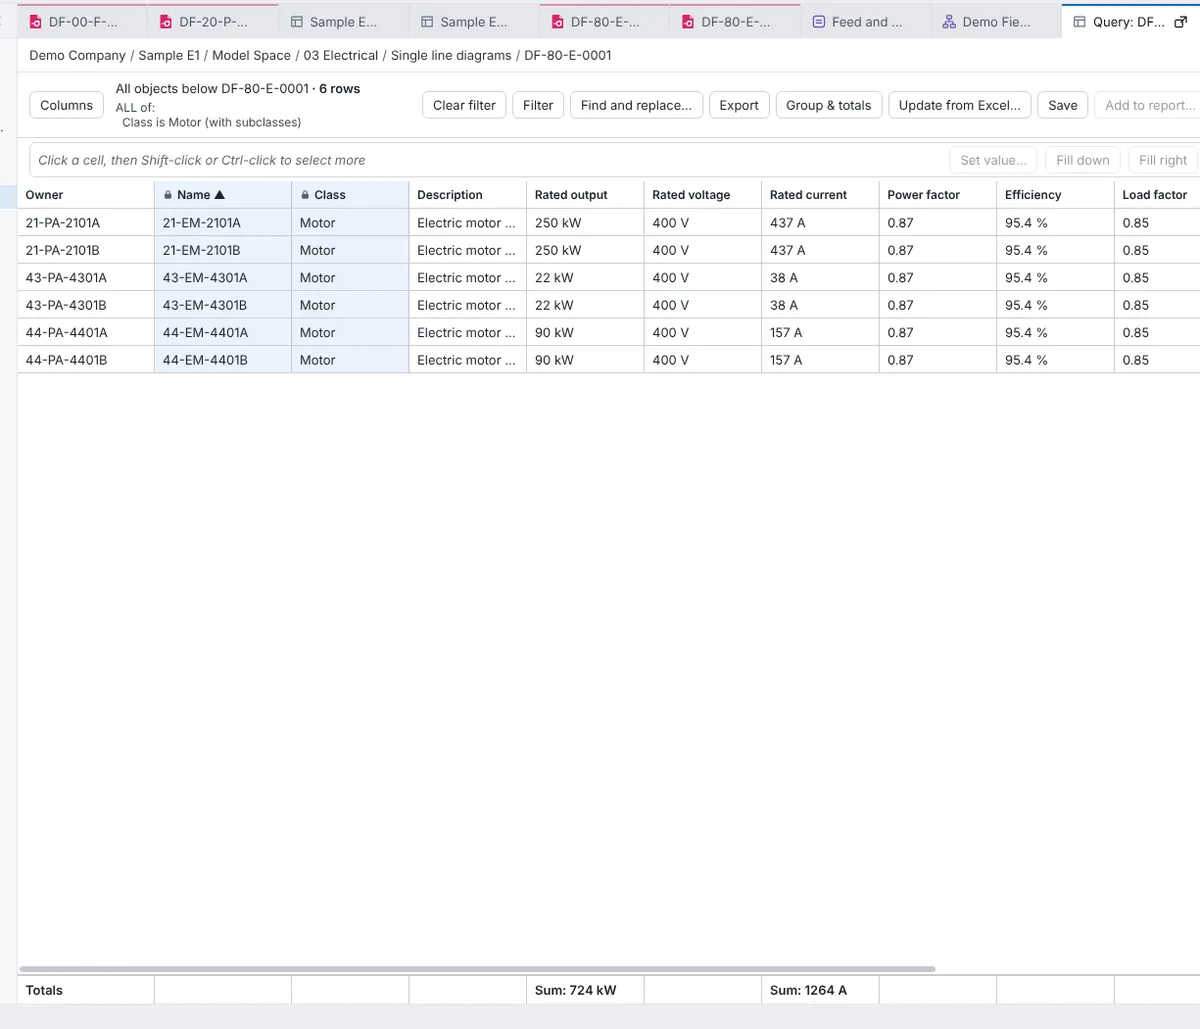 DF-00-F-...
DF-20-P-...
Sample E...
Sample E...
DF-80-E-...
DF-80-E-...
Feed and ...
Demo Fie...
Query: DF...
Demo Company / Sample E1 / Model Space / 03 Electrical / Single line diagrams / DF-80-E-0001
Columns
All objects below DF-80-E-0001 · 6 rows
ALL of:
Class is Motor (with subclasses)
Clear filter
Filter
Find and replace...
Export
Group & totals
Update from Excel...
Save
Add to report...
Click a cell, then Shift-click or Ctrl-click to select more
Set value...
Fill down
Fill right
Owner Name ▲ Class Description Rated output Rated voltage Rated current Power factor Efficiency Load factor
21-PA-2101A 21-EM-2101A Motor Electric motor ... 250 kW 400 V 437 A 0.87 95.4 % 0.85
21-PA-2101B 21-EM-2101B Motor Electric motor ... 250 kW 400 V 437 A 0.87 95.4 % 0.85
43-PA-4301A 43-EM-4301A Motor Electric motor ... 22 kW 400 V 38 A 0.87 95.4 % 0.85
43-PA-4301B 43-EM-4301B Motor Electric motor ... 22 kW 400 V 38 A 0.87 95.4 % 0.85
44-PA-4401A 44-EM-4401A Motor Electric motor ... 90 kW 400 V 157 A 0.87 95.4 % 0.85
44-PA-4401B 44-EM-4401B Motor Electric motor ... 90 kW 400 V 157 A 0.87 95.4 % 0.85
Totals Sum: 724 kW Sum: 1264 A